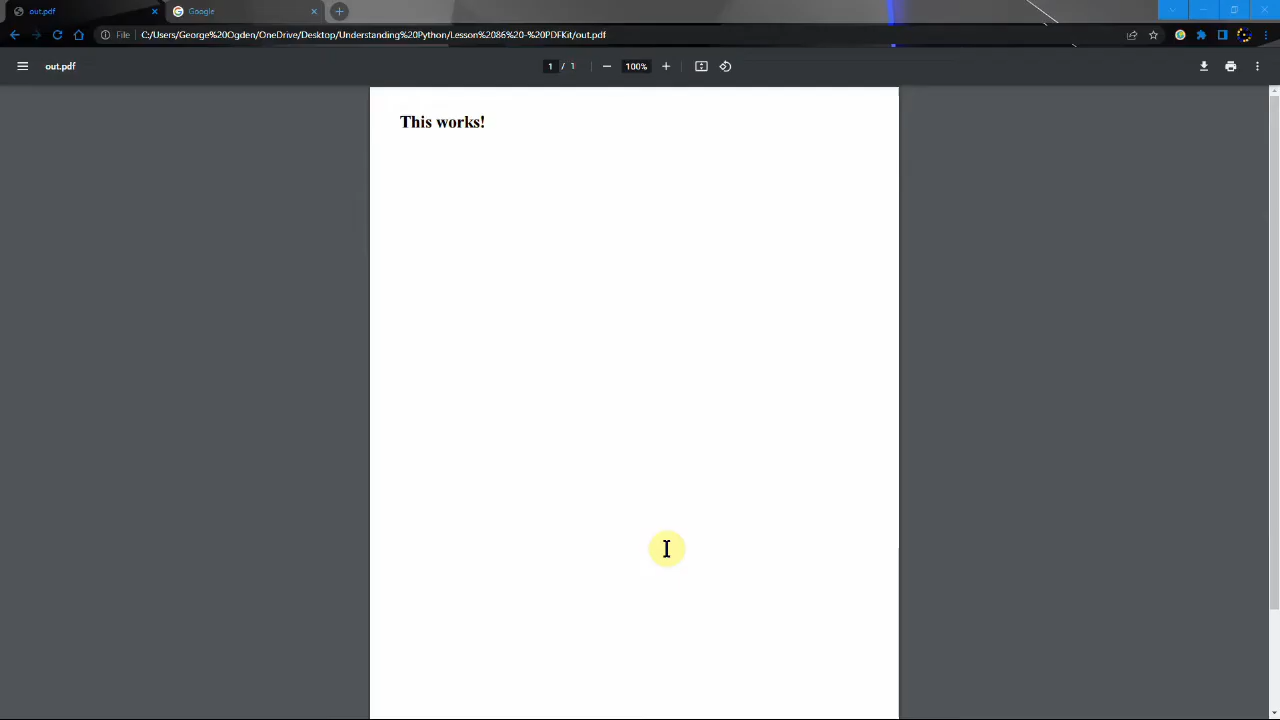 out.pdf
Google
File
C:/Users/George%20Ogden/OneDrive/Desktop/Understanding%20Python/Lesson%2086%20-%20PDFKit/out.pdf
out.pdf
1 / 1
100%
This works!